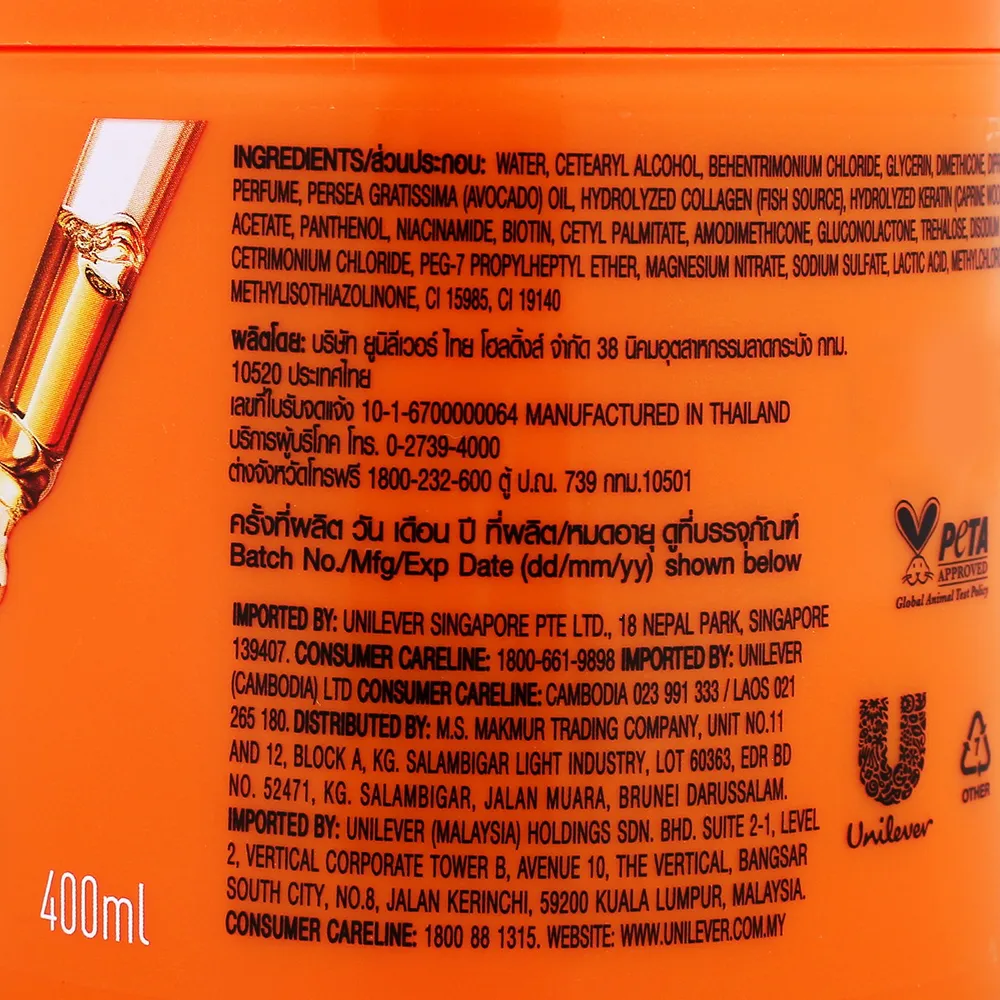 INGREDIENTS/ส่วนประกอบ: WATER, CETEARYL ALCOHOL, BEHENTRIMONIUM CHLORIDE, GLYCERIN, DIMETHICONE,
PERFUME, PERSEA GRATISSIMA (AVOCADO) OIL, HYDROLYZED COLLAGEN (FISH SOURCE), HYDROLYZED KERATIN (CAPRINE
ACETATE, PANTHENOL, NIACINAMIDE, BIOTIN, CETYL PALMITATE, AMODIMETHICONE, GLUCONOLACTONE, TREHALOSE,
CETRIMONIUM CHLORIDE, PEG-7 PROPYLHEPTYL ETHER, MAGNESIUM NITRATE, SODIUM SULFATE, LACTIC ACID,
METHYLISOTHIAZOLINONE, CI 15985, CI 19140
ผลิตโดย: บริษัท ยูนิลีเวอร์ ไทย โฮลดิ้งส์ จำกัด 38 นิคมอุตสาหกรรมลาดกระบัง กทม.
10520 ประเทศไทย
เลขที่ใบรับจดแจ้ง 10-1-6700000064 MANUFACTURED IN THAILAND
บริการผู้บริโภค โทร. 0-2739-4000
ต่างจังหวัดโทรฟรี 1800-232-600 ตู้ ป.ณ. 739 กทม.10501
ครั้งที่ผลิต วัน เดือน ปี ที่ผลิต/หมดอายุ ดูที่บรรจุภัณฑ์
Batch No./Mfg/Exp Date (dd/mm/yy) shown below
PETA
APPROVED
Global Animal Test Policy
IMPORTED BY: UNILEVER SINGAPORE PTE LTD., 18 NEPAL PARK, SINGAPORE
139407. CONSUMER CARELINE: 1800-661-9898 IMPORTED BY: UNILEVER
(CAMBODIA) LTD CONSUMER CARELINE: CAMBODIA 023 991 333 / LAOS 021
265 180. DISTRIBUTED BY: M.S. MAKMUR TRADING COMPANY, UNIT NO.11
AND 12, BLOCK A, KG. SALAMBIGAR LIGHT INDUSTRY, LOT 60363, EDR BD
NO. 52471, KG. SALAMBIGAR, JALAN MUARA, BRUNEI DARUSSALAM.
IMPORTED BY: UNILEVER (MALAYSIA) HOLDINGS SDN. BHD. SUITE 2-1, LEVEL
2, VERTICAL CORPORATE TOWER B, AVENUE 10, THE VERTICAL, BANGSAR
SOUTH CITY, NO.8, JALAN KERINCHI, 59200 KUALA LUMPUR, MALAYSIA.
CONSUMER CARELINE: 1800 88 1315. WEBSITE: WWW.UNILEVER.COM.MY
Unilever
7
OTHER
400ml